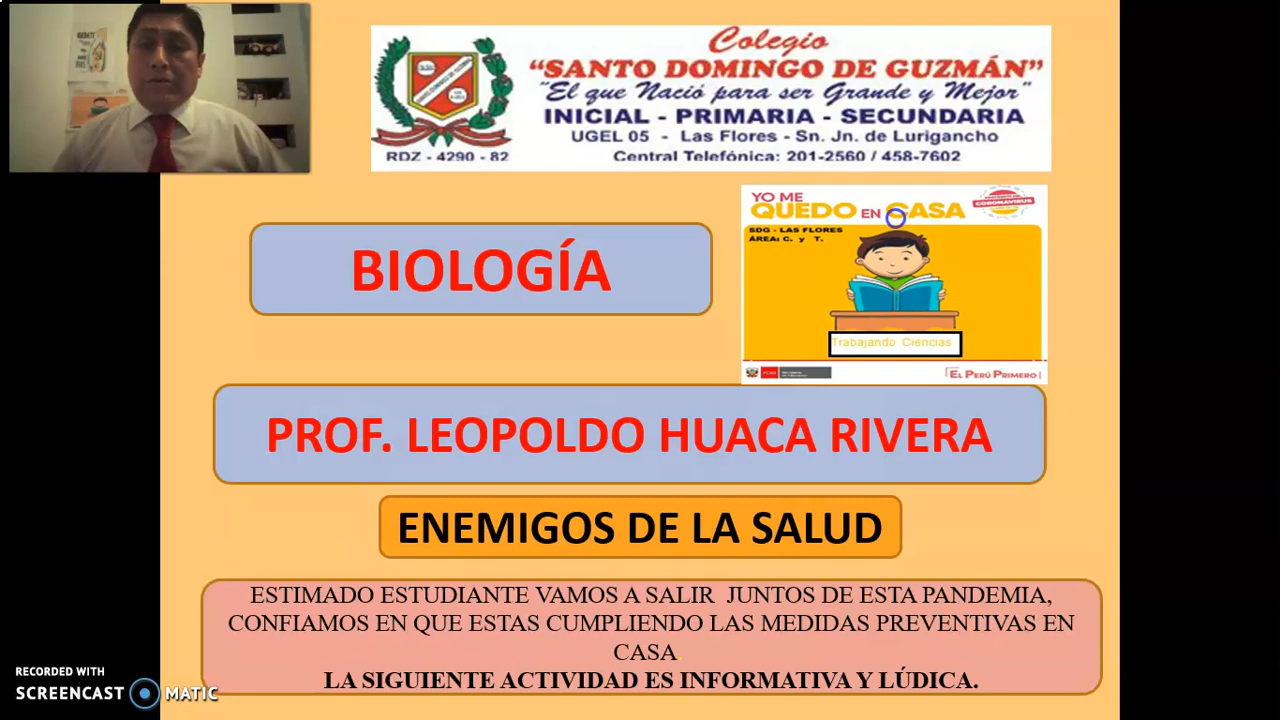 Colegio
“SANTO DOMINGO DE GUZMÁN”
“El que Nació para ser Grande y Mejor”
INICIAL - PRIMARIA - SECUNDARIA
UGEL 05 - Las Flores - Sn. Jn. de Lurigancho
RDZ - 4290 - 82
Central Telefónica: 201-2560 / 458-7602
YO ME
QUEDO EN CASA
CORONAVIRUS
SDG - LAS FLORES
ÁREA: C. y T.
Trabajando Ciencias
EL PERÚ PRIMERO
BIOLOGÍA
PROF. LEOPOLDO HUACA RIVERA
ENEMIGOS DE LA SALUD
ESTIMADO ESTUDIANTE VAMOS A SALIR JUNTOS DE ESTA PANDEMIA,
CONFIAMOS EN QUE ESTAS CUMPLIENDO LAS MEDIDAS PREVENTIVAS EN
CASA.
LA SIGUIENTE ACTIVIDAD ES INFORMATIVA Y LÚDICA.
RECORDED WITH
SCREENCAST MATIC